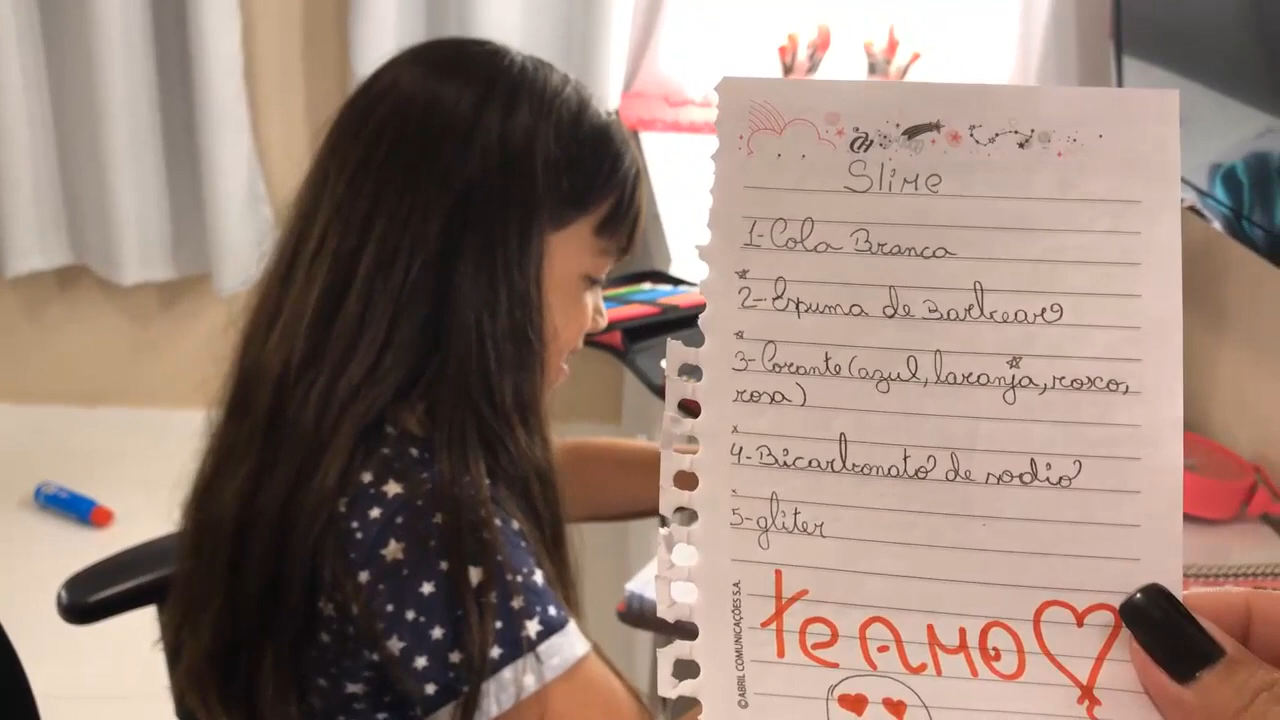 Slime
1-Cola Branca
2-Espuma de Barbear
3-Corante (azul, laranja, roxo,
rosa)
4-Bicarbonato de sodio
5-gliter
te AMO
©ABRIL COMUNICAÇÕES S.A.